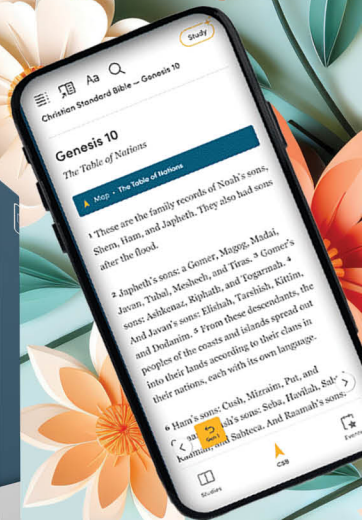 Study
Aa
Christian Standard Bible — Genesis 10
Genesis 10
The Table of Nations
Map • The Table of Nations
1 These are the family records of Noah's sons,
Shem, Ham, and Japheth. They also had sons
after the flood.
2 Japheth's sons: a Gomer, Magog, Madai,
Javan, Tubal, Meshech, and Tiras. 3 Gomer's
sons: Ashkenaz, Riphath, and Togarmah. 4
And Javan's sons: Elishah, Tarshish, Kittim,
and Dodanim. 5 From these descendants, the
peoples of the coasts and islands spread out
into their lands according to their clans in
their nations, each with its own language.
6 Ham's sons: Cush, Mizraim, Put, and
sons: Seba, Havilah,
and Sabteca. And Raamah's sons:
Studies
CSB